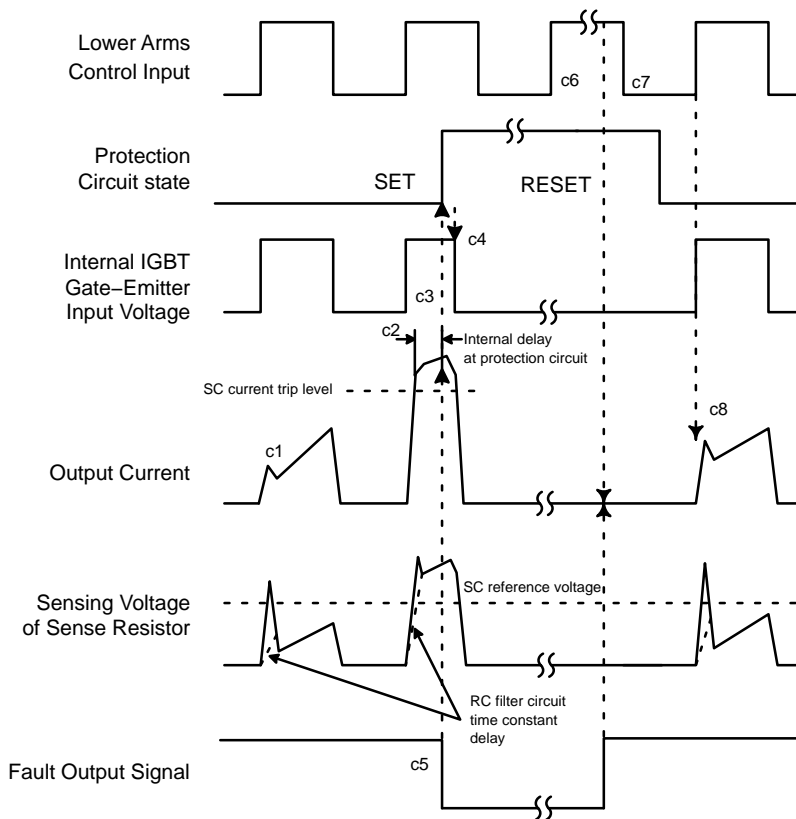 Lower Arms
Control Input
c6
c7
Protection
Circuit state
SET
RESET
c4
Internal IGBT
Gate−Emitter
Input Voltage
c3
c2
Internal delay
at protection circuit
SC current trip level
c8
c1
Output Current
SC reference voltage
Sensing Voltage
of Sense Resistor
RC filter circuit
time constant
delay
c5
Fault Output Signal